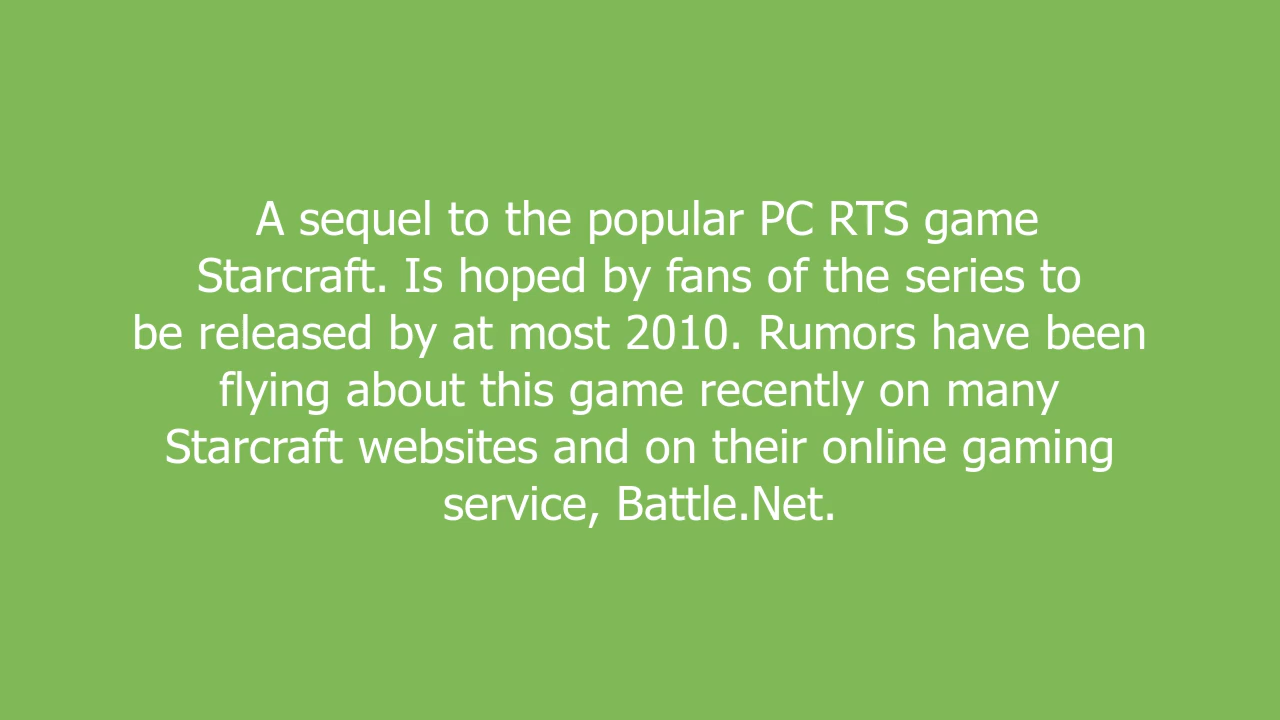 A sequel to the popular PC RTS game
Starcraft. Is hoped by fans of the series to
be released by at most 2010. Rumors have been
flying about this game recently on many
Starcraft websites and on their online gaming
service, Battle.Net.